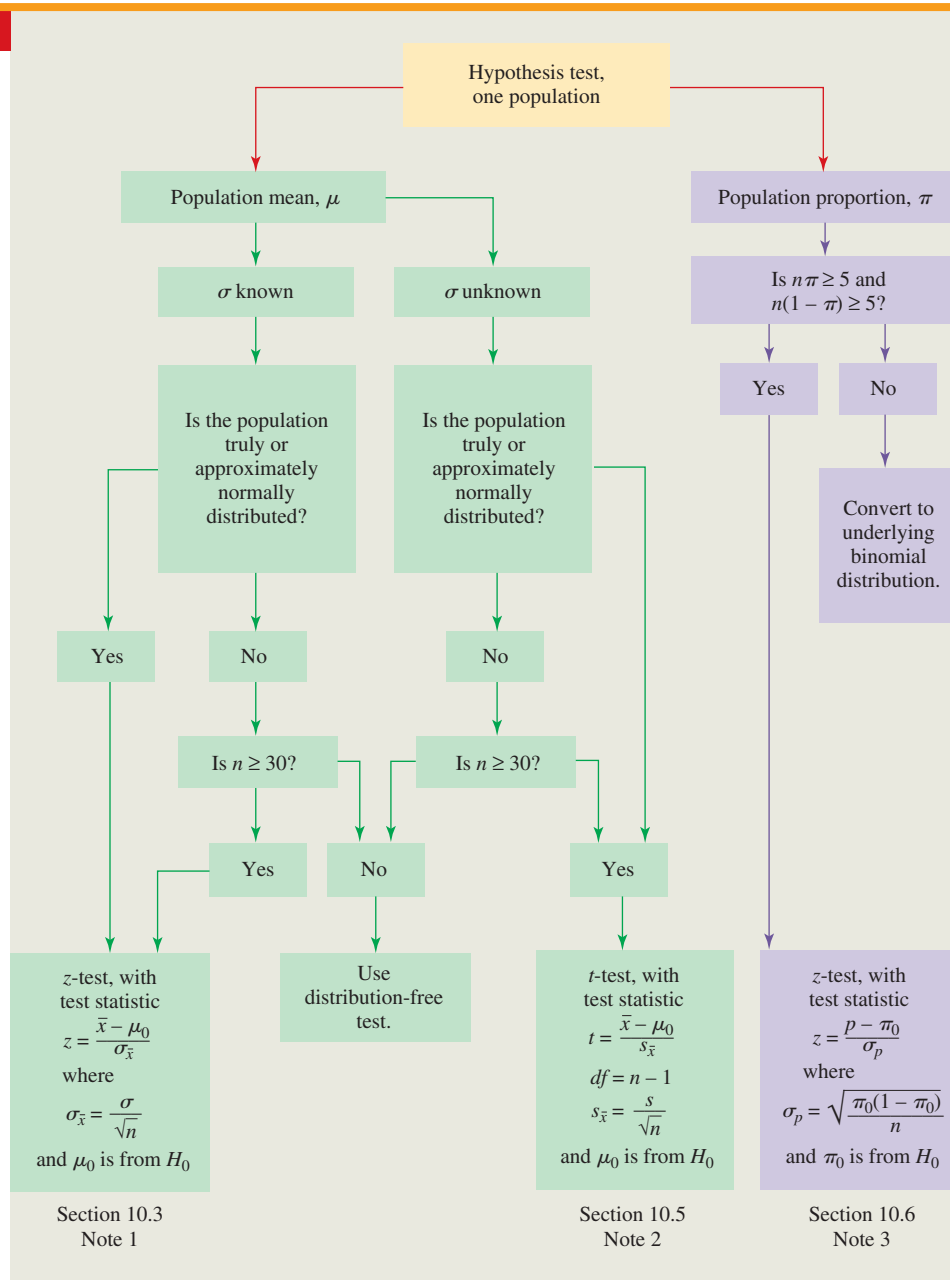 Hypothesis test,
one population
Population mean, μ
Population proportion, π
σ known
σ unknown
Is nπ ≥ 5 and
n(1 − π) ≥ 5?
Yes
No
Is the population
truly or
approximately
normally
distributed?
Is the population
truly or
approximately
normally
distributed?
Convert to
underlying
binomial
distribution.
Yes
No
No
Is n ≥ 30?
Is n ≥ 30?
Yes
No
Yes
z-test, with
test statistic
z = (x̄ − μ₀)/σx̄
where
σx̄ = σ/√n
and μ₀ is from H₀
Use
distribution-free
test.
t-test, with
test statistic
t = (x̄ − μ₀)/sx̄
df = n − 1
sx̄ = s/√n
and μ₀ is from H₀
z-test, with
test statistic
z = (p − π₀)/σp
where
σp = √(π₀(1 − π₀)/n)
and π₀ is from H₀
Section 10.3
Note 1
Section 10.5
Note 2
Section 10.6
Note 3